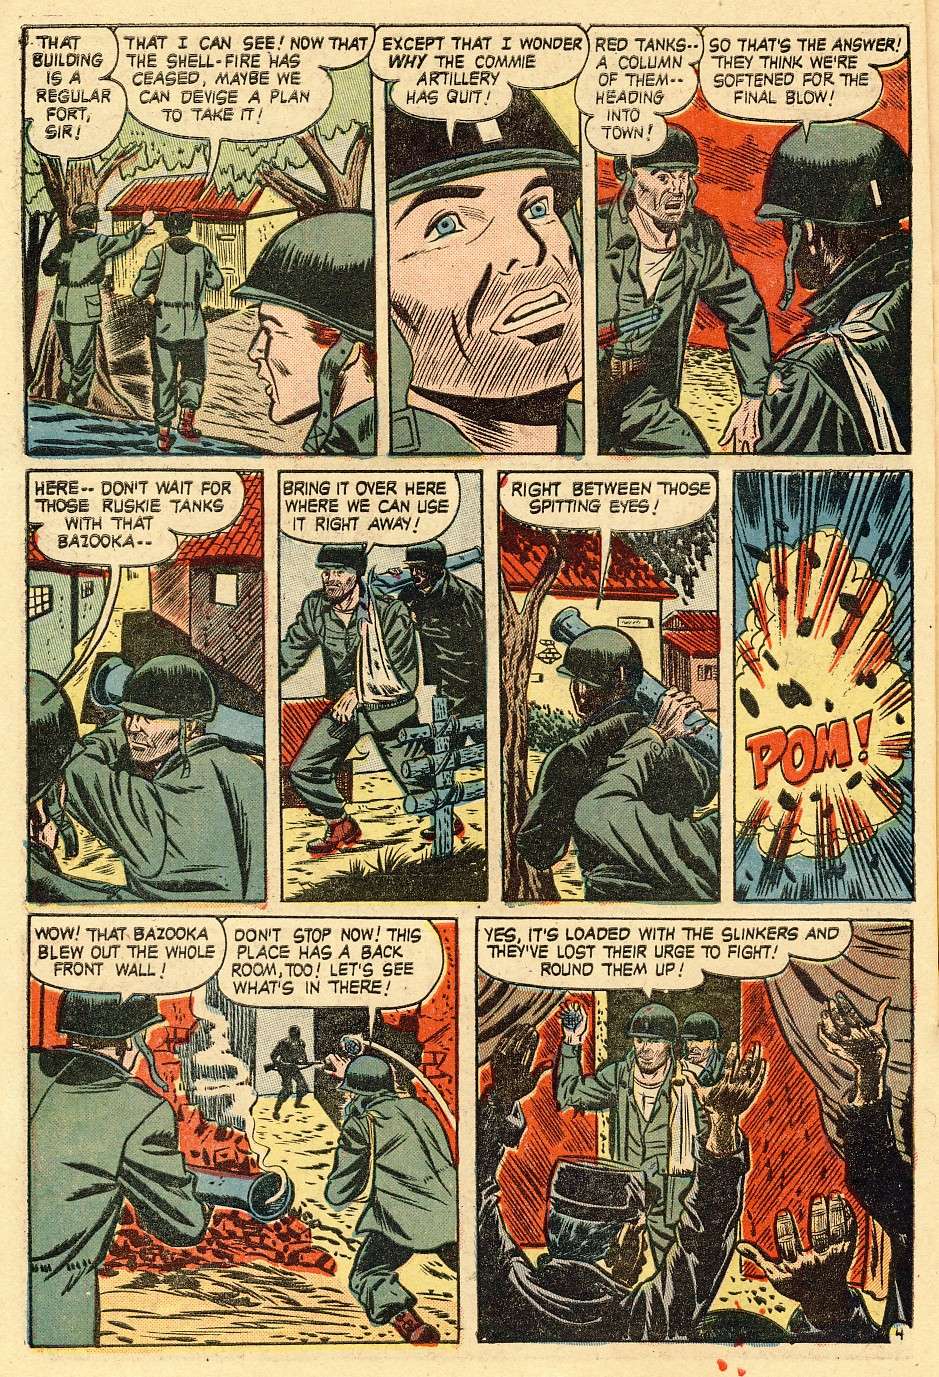 THAT
BUILDING
IS A
REGULAR
FORT,
SIR!
THAT I CAN SEE! NOW THAT
THE SHELL-FIRE HAS
CEASED, MAYBE WE
CAN DEVISE A PLAN
TO TAKE IT!
EXCEPT THAT I WONDER
WHY THE COMMIE
ARTILLERY
HAS QUIT!
RED TANKS--
A COLUMN
OF THEM--
HEADING
INTO
TOWN!
SO THAT'S THE ANSWER!
THEY THINK WE'RE
SOFTENED FOR THE
FINAL BLOW!
HERE-- DON'T WAIT FOR
THOSE RUSKIE TANKS
WITH THAT
BAZOOKA--
BRING IT OVER HERE
WHERE WE CAN USE
IT RIGHT AWAY!
RIGHT BETWEEN THOSE
SPITTING EYES!
POM!
WOW! THAT BAZOOKA
BLEW OUT THE WHOLE
FRONT WALL!
DON'T STOP NOW! THIS
PLACE HAS A BACK
ROOM, TOO! LET'S SEE
WHAT'S IN THERE!
YES, IT'S LOADED WITH THE SLINKERS AND
THEY'VE LOST THEIR URGE TO FIGHT!
ROUND THEM UP!
4